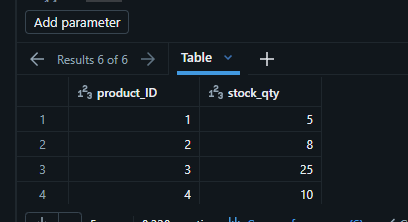 Add parameter
Results 6 of 6 Table
product_ID stock_qty
1 1 5
2 2 8
3 3 25
4 4 10